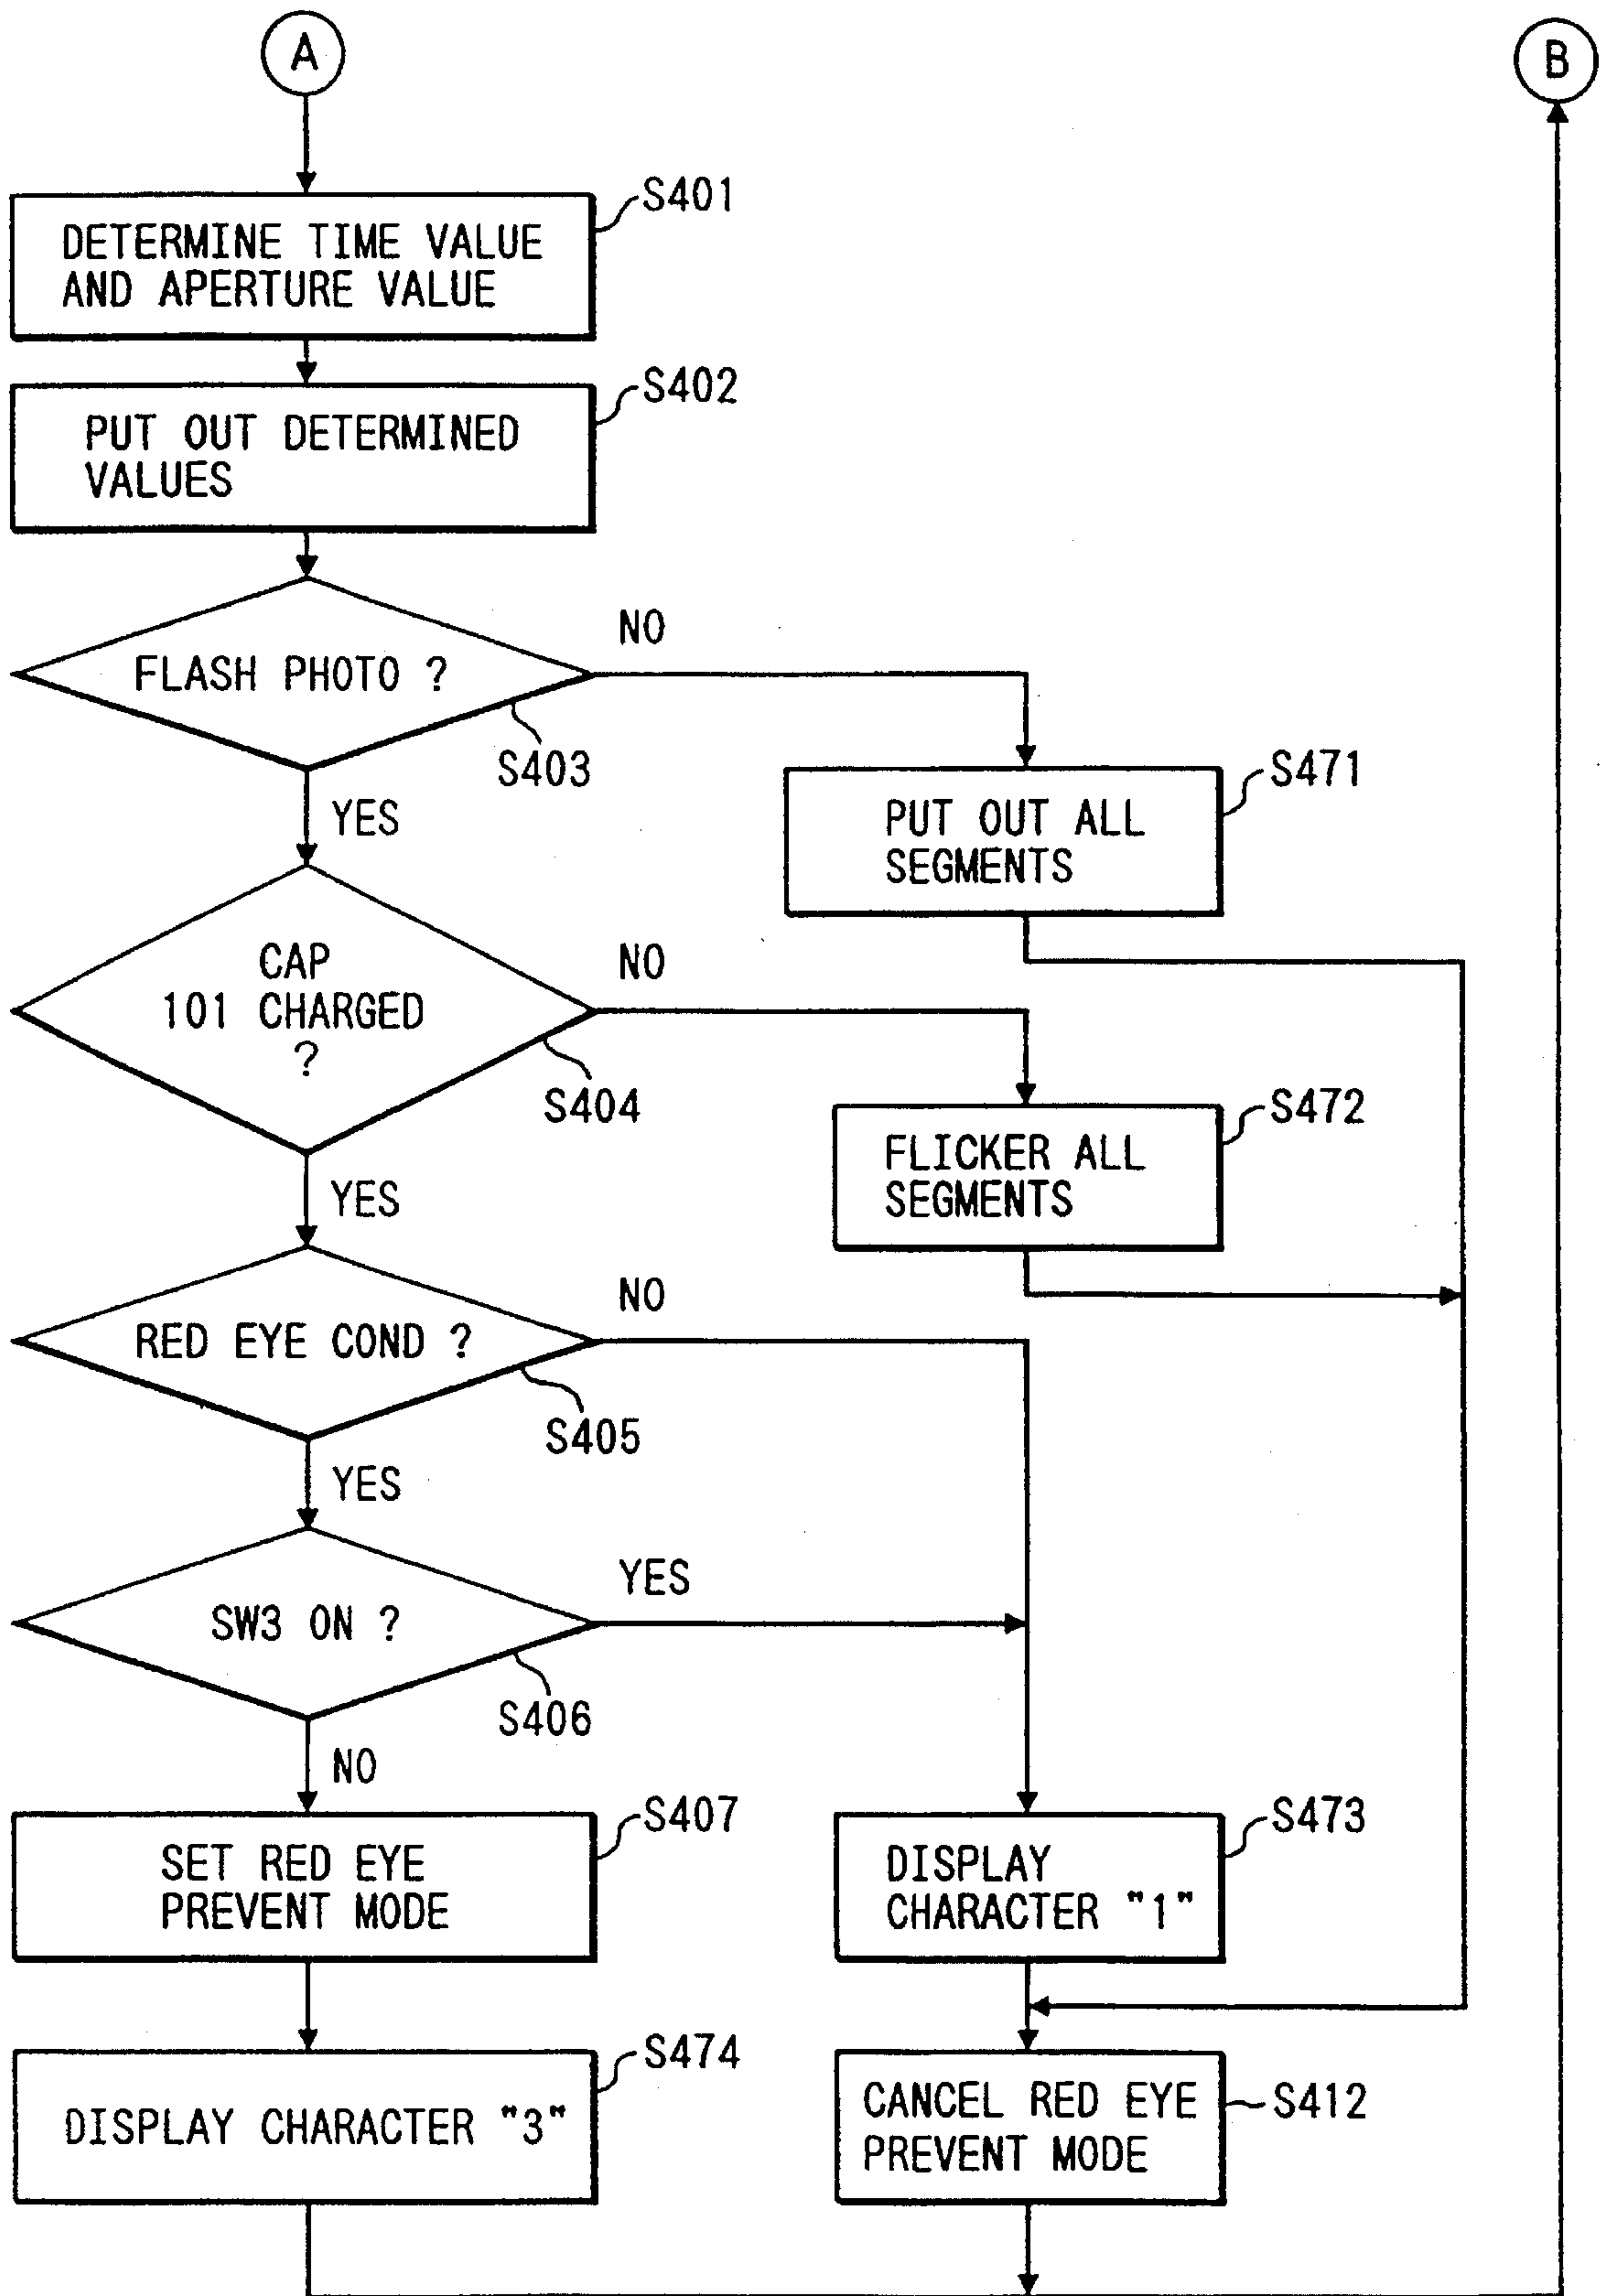 A
B
S401
DETERMINE TIME VALUE
AND APERTURE VALUE
S402
PUT OUT DETERMINED
VALUES
NO
FLASH PHOTO ?
S403
S471
YES
PUT OUT ALL
SEGMENTS
CAP
101 CHARGED
?
NO
S404
S472
FLICKER ALL
SEGMENTS
YES
NO
RED EYE COND ?
S405
YES
YES
SW3 ON ?
S406
NO
S407
SET RED EYE
PREVENT MODE
S473
DISPLAY
CHARACTER "1"
S474
DISPLAY CHARACTER "3"
S412
CANCEL RED EYE
PREVENT MODE